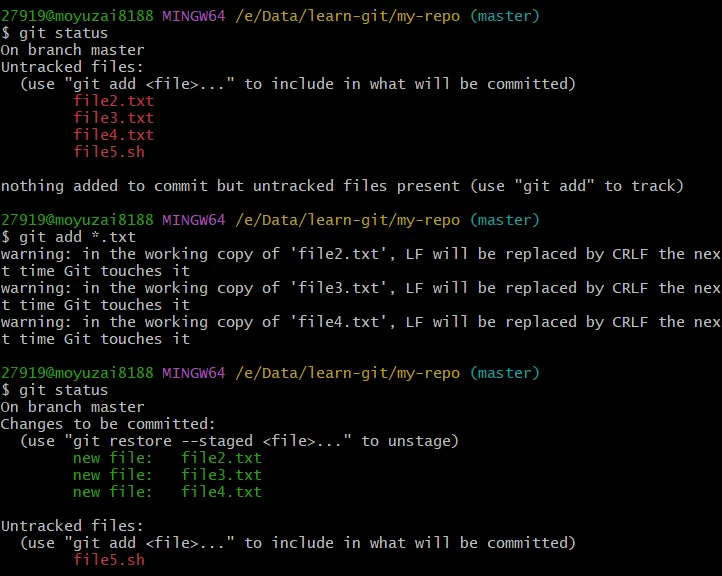 27919@moyuzai8188 MINGW64 /e/Data/learn-git/my-repo (master)
$ git status
On branch master
Untracked files:
  (use "git add <file>..." to include in what will be committed)
        file2.txt
        file3.txt
        file4.txt
        file5.sh

nothing added to commit but untracked files present (use "git add" to track)

27919@moyuzai8188 MINGW64 /e/Data/learn-git/my-repo (master)
$ git add *.txt
warning: in the working copy of 'file2.txt', LF will be replaced by CRLF the nex
t time Git touches it
warning: in the working copy of 'file3.txt', LF will be replaced by CRLF the nex
t time Git touches it
warning: in the working copy of 'file4.txt', LF will be replaced by CRLF the nex
t time Git touches it

27919@moyuzai8188 MINGW64 /e/Data/learn-git/my-repo (master)
$ git status
On branch master
Changes to be committed:
  (use "git restore --staged <file>..." to unstage)
        new file:   file2.txt
        new file:   file3.txt
        new file:   file4.txt

Untracked files:
  (use "git add <file>..." to include in what will be committed)
        file5.sh